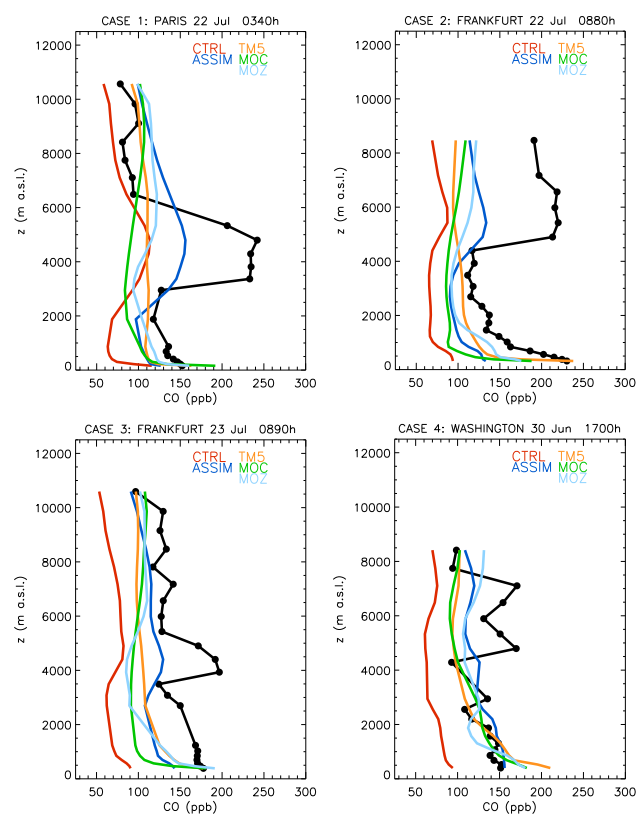 CASE 1: PARIS 22 Jul 0340h
12000
10000
8000
6000
4000
2000
0
z (m a.s.l.)
CTRL TM5
ASSIM MOC
MOZ
50 100 150 200 250 300
CO (ppb)
CASE 2: FRANKFURT 22 Jul 0880h
12000
10000
8000
6000
4000
2000
0
z (m a.s.l.)
CTRL TM5
ASSIM MOC
MOZ
50 100 150 200 250 300
CO (ppb)
CASE 3: FRANKFURT 23 Jul 0890h
12000
10000
8000
6000
4000
2000
0
z (m a.s.l.)
CTRL TM5
ASSIM MOC
MOZ
50 100 150 200 250 300
CO (ppb)
CASE 4: WASHINGTON 30 Jun 1700h
12000
10000
8000
6000
4000
2000
0
z (m a.s.l.)
CTRL TM5
ASSIM MOC
MOZ
50 100 150 200 250 300
CO (ppb)